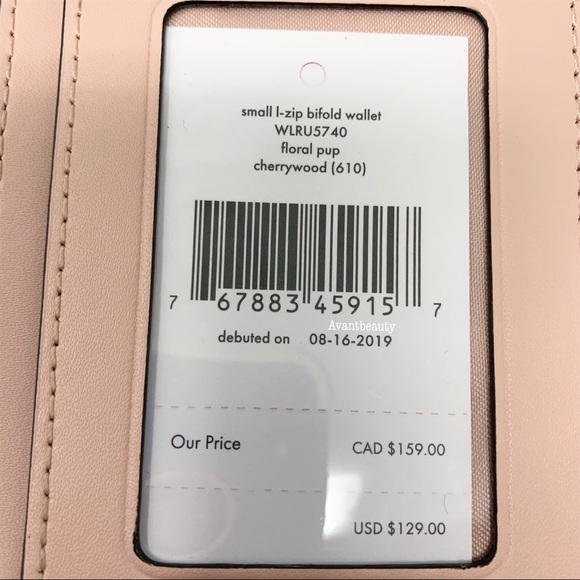 small l-zip bifold wallet
WLRU5740
floral pup
cherrywood (610)
7 67883 45915 7
Avantbeauty
debuted on 08-16-2019
Our Price CAD $159.00
USD $129.00